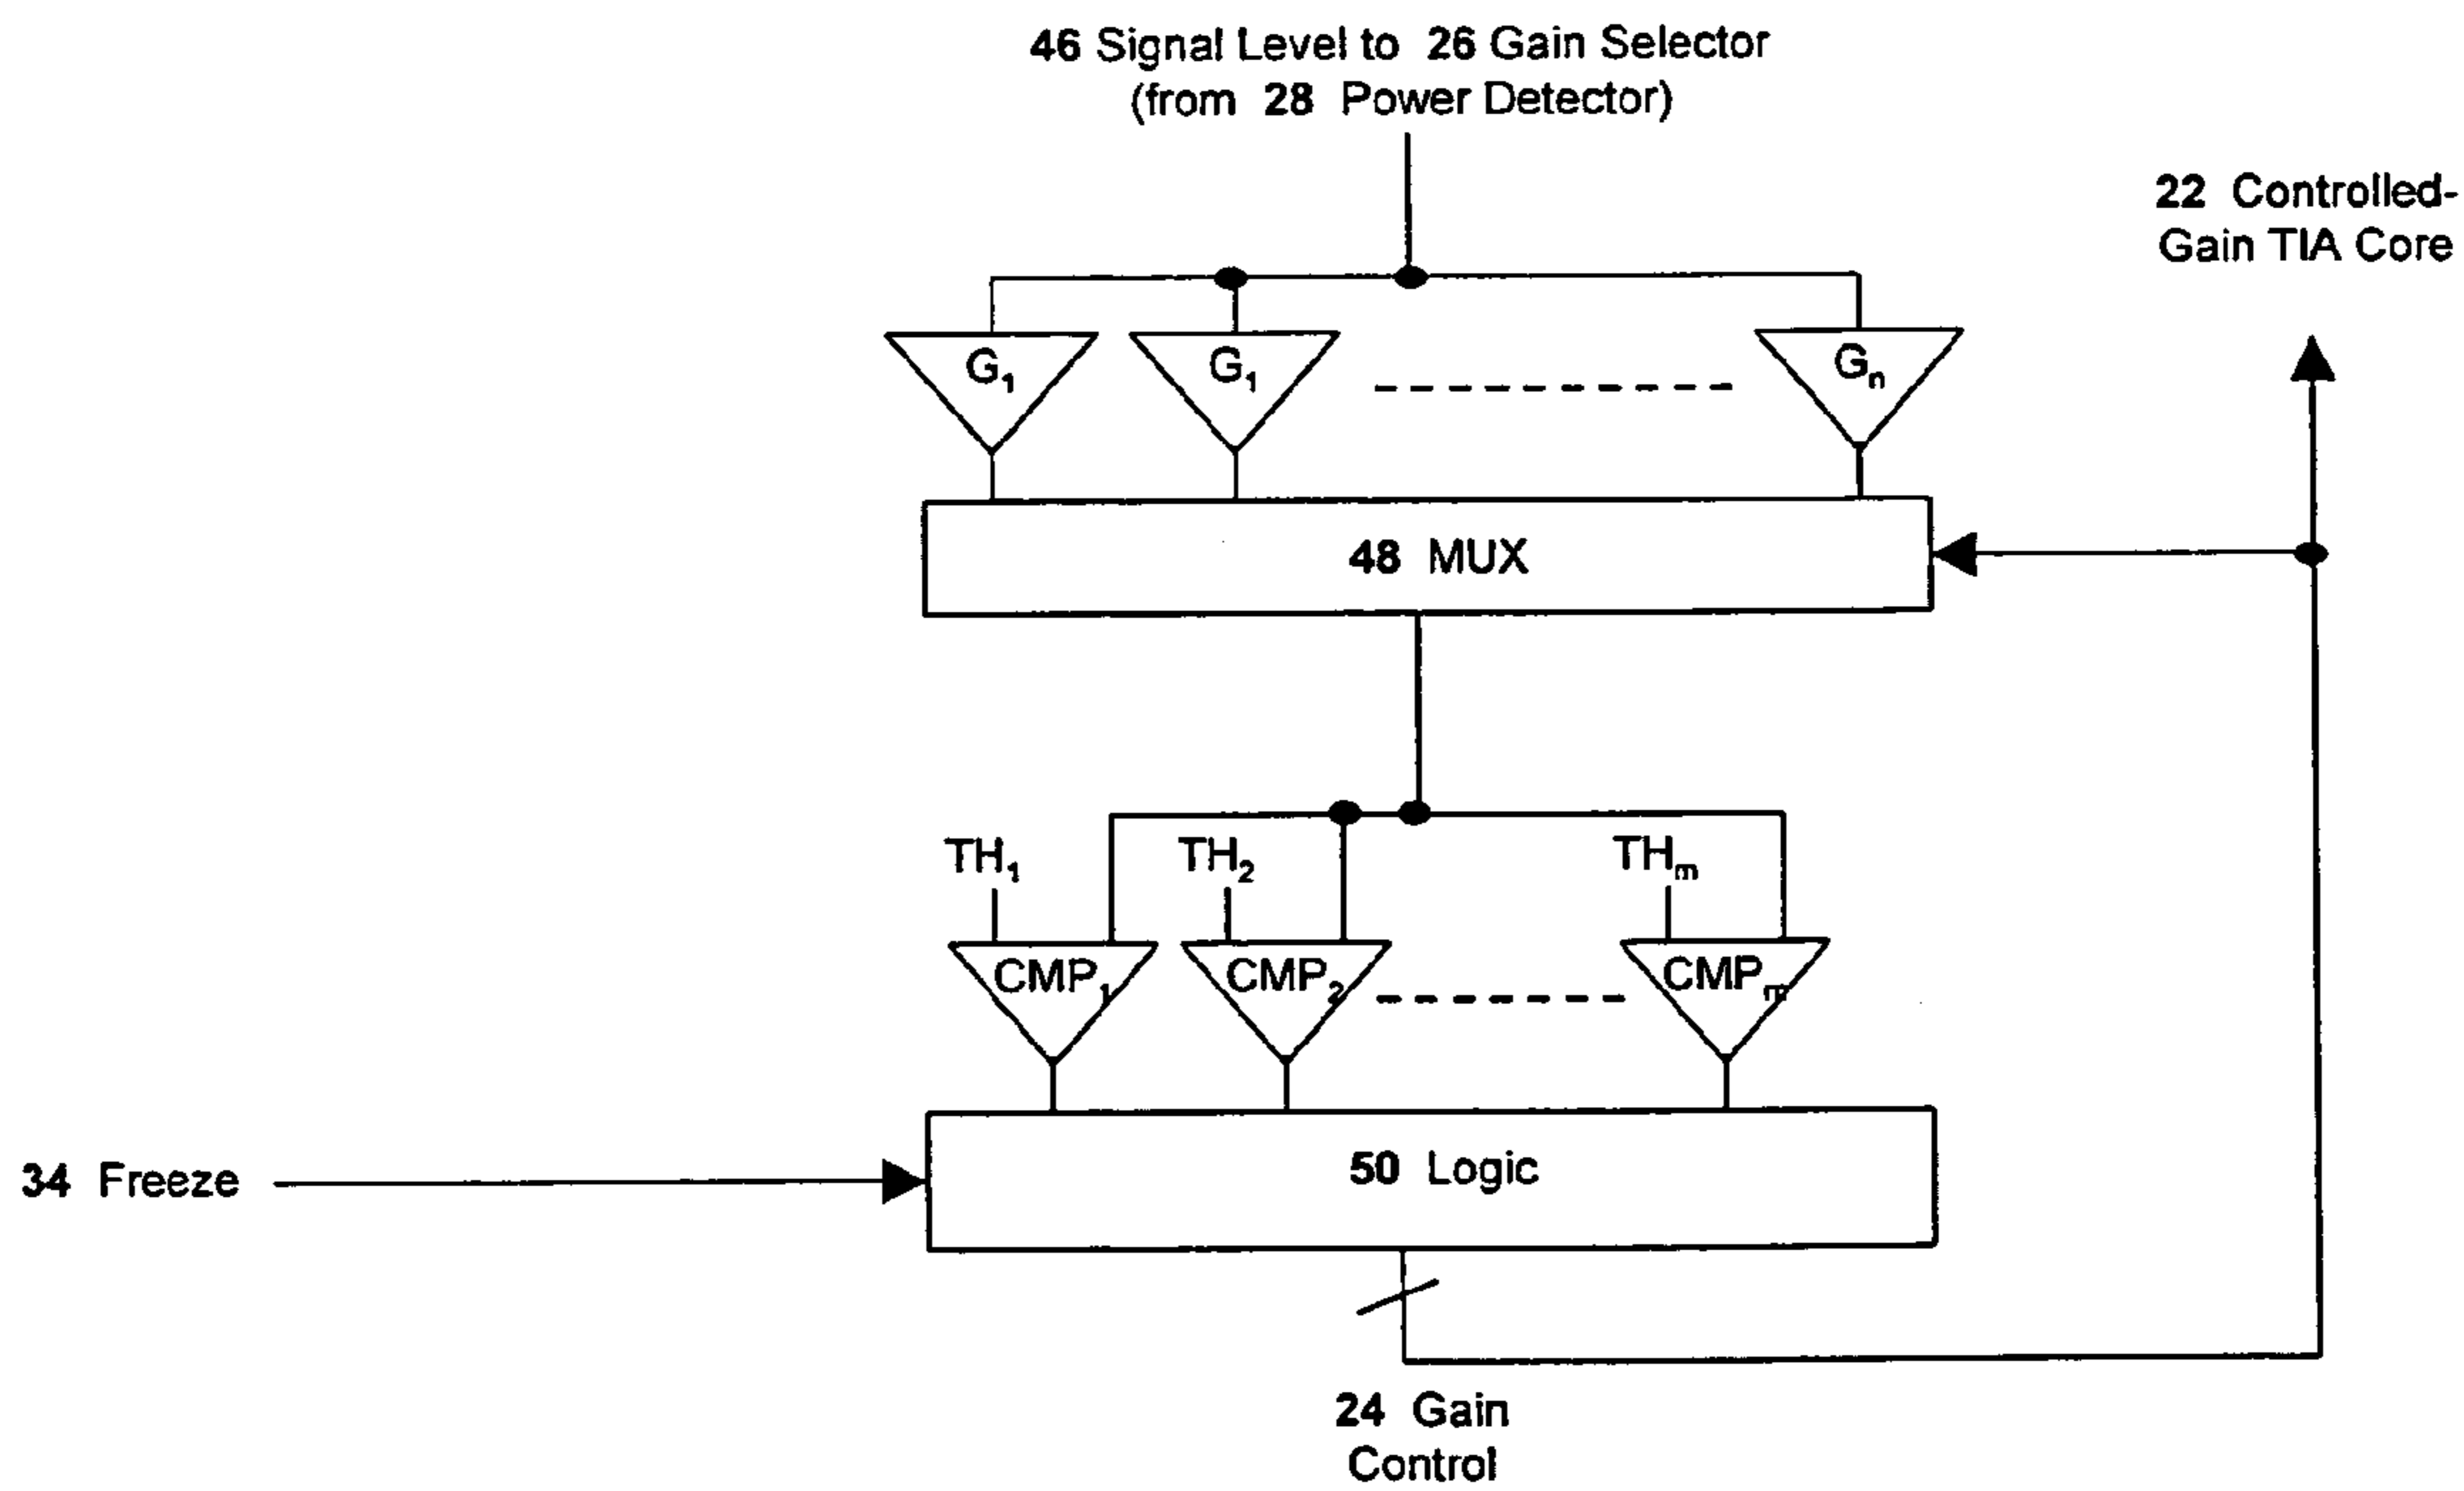 46 Signal Level to 26 Gain Selector
(from 28 Power Detector)
22 Controlled-
Gain TIA Core
G1
G1
Gn
48 MUX
TH1
TH2
THm
CMP1
CMP2
CMPm
34 Freeze
50 Logic
24 Gain
Control